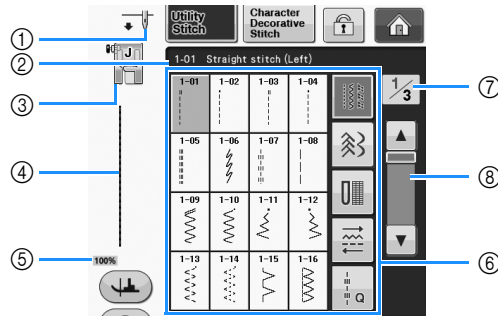 Utility
Stitch
Character
Decorative
Stitch
①
②
1-01 Straight stitch (Left)
J
③
1-01 1-02 1-03 1-04
1/3
⑦
1-05 1-06 1-07 1-08
④
⑧
1-09 1-10 1-11 1-12
⑤
100%
⑥
1-13 1-14 1-15 1-16
Q